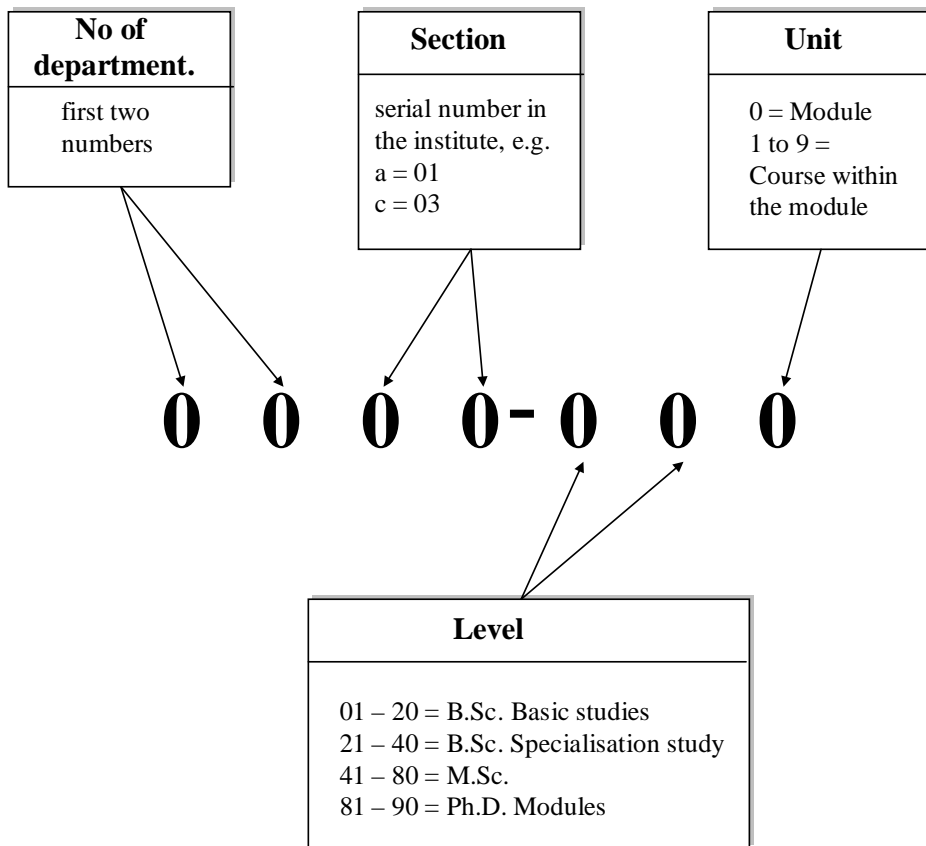 No of
department.
first two
numbers
Section
serial number in
the institute, e.g.
a = 01
c = 03
Unit
0 = Module
1 to 9 =
Course within
the module
0 0 0 0 - 0 0 0
Level
01 – 20 = B.Sc. Basic studies
21 – 40 = B.Sc. Specialisation study
41 – 80 = M.Sc.
81 – 90 = Ph.D. Modules